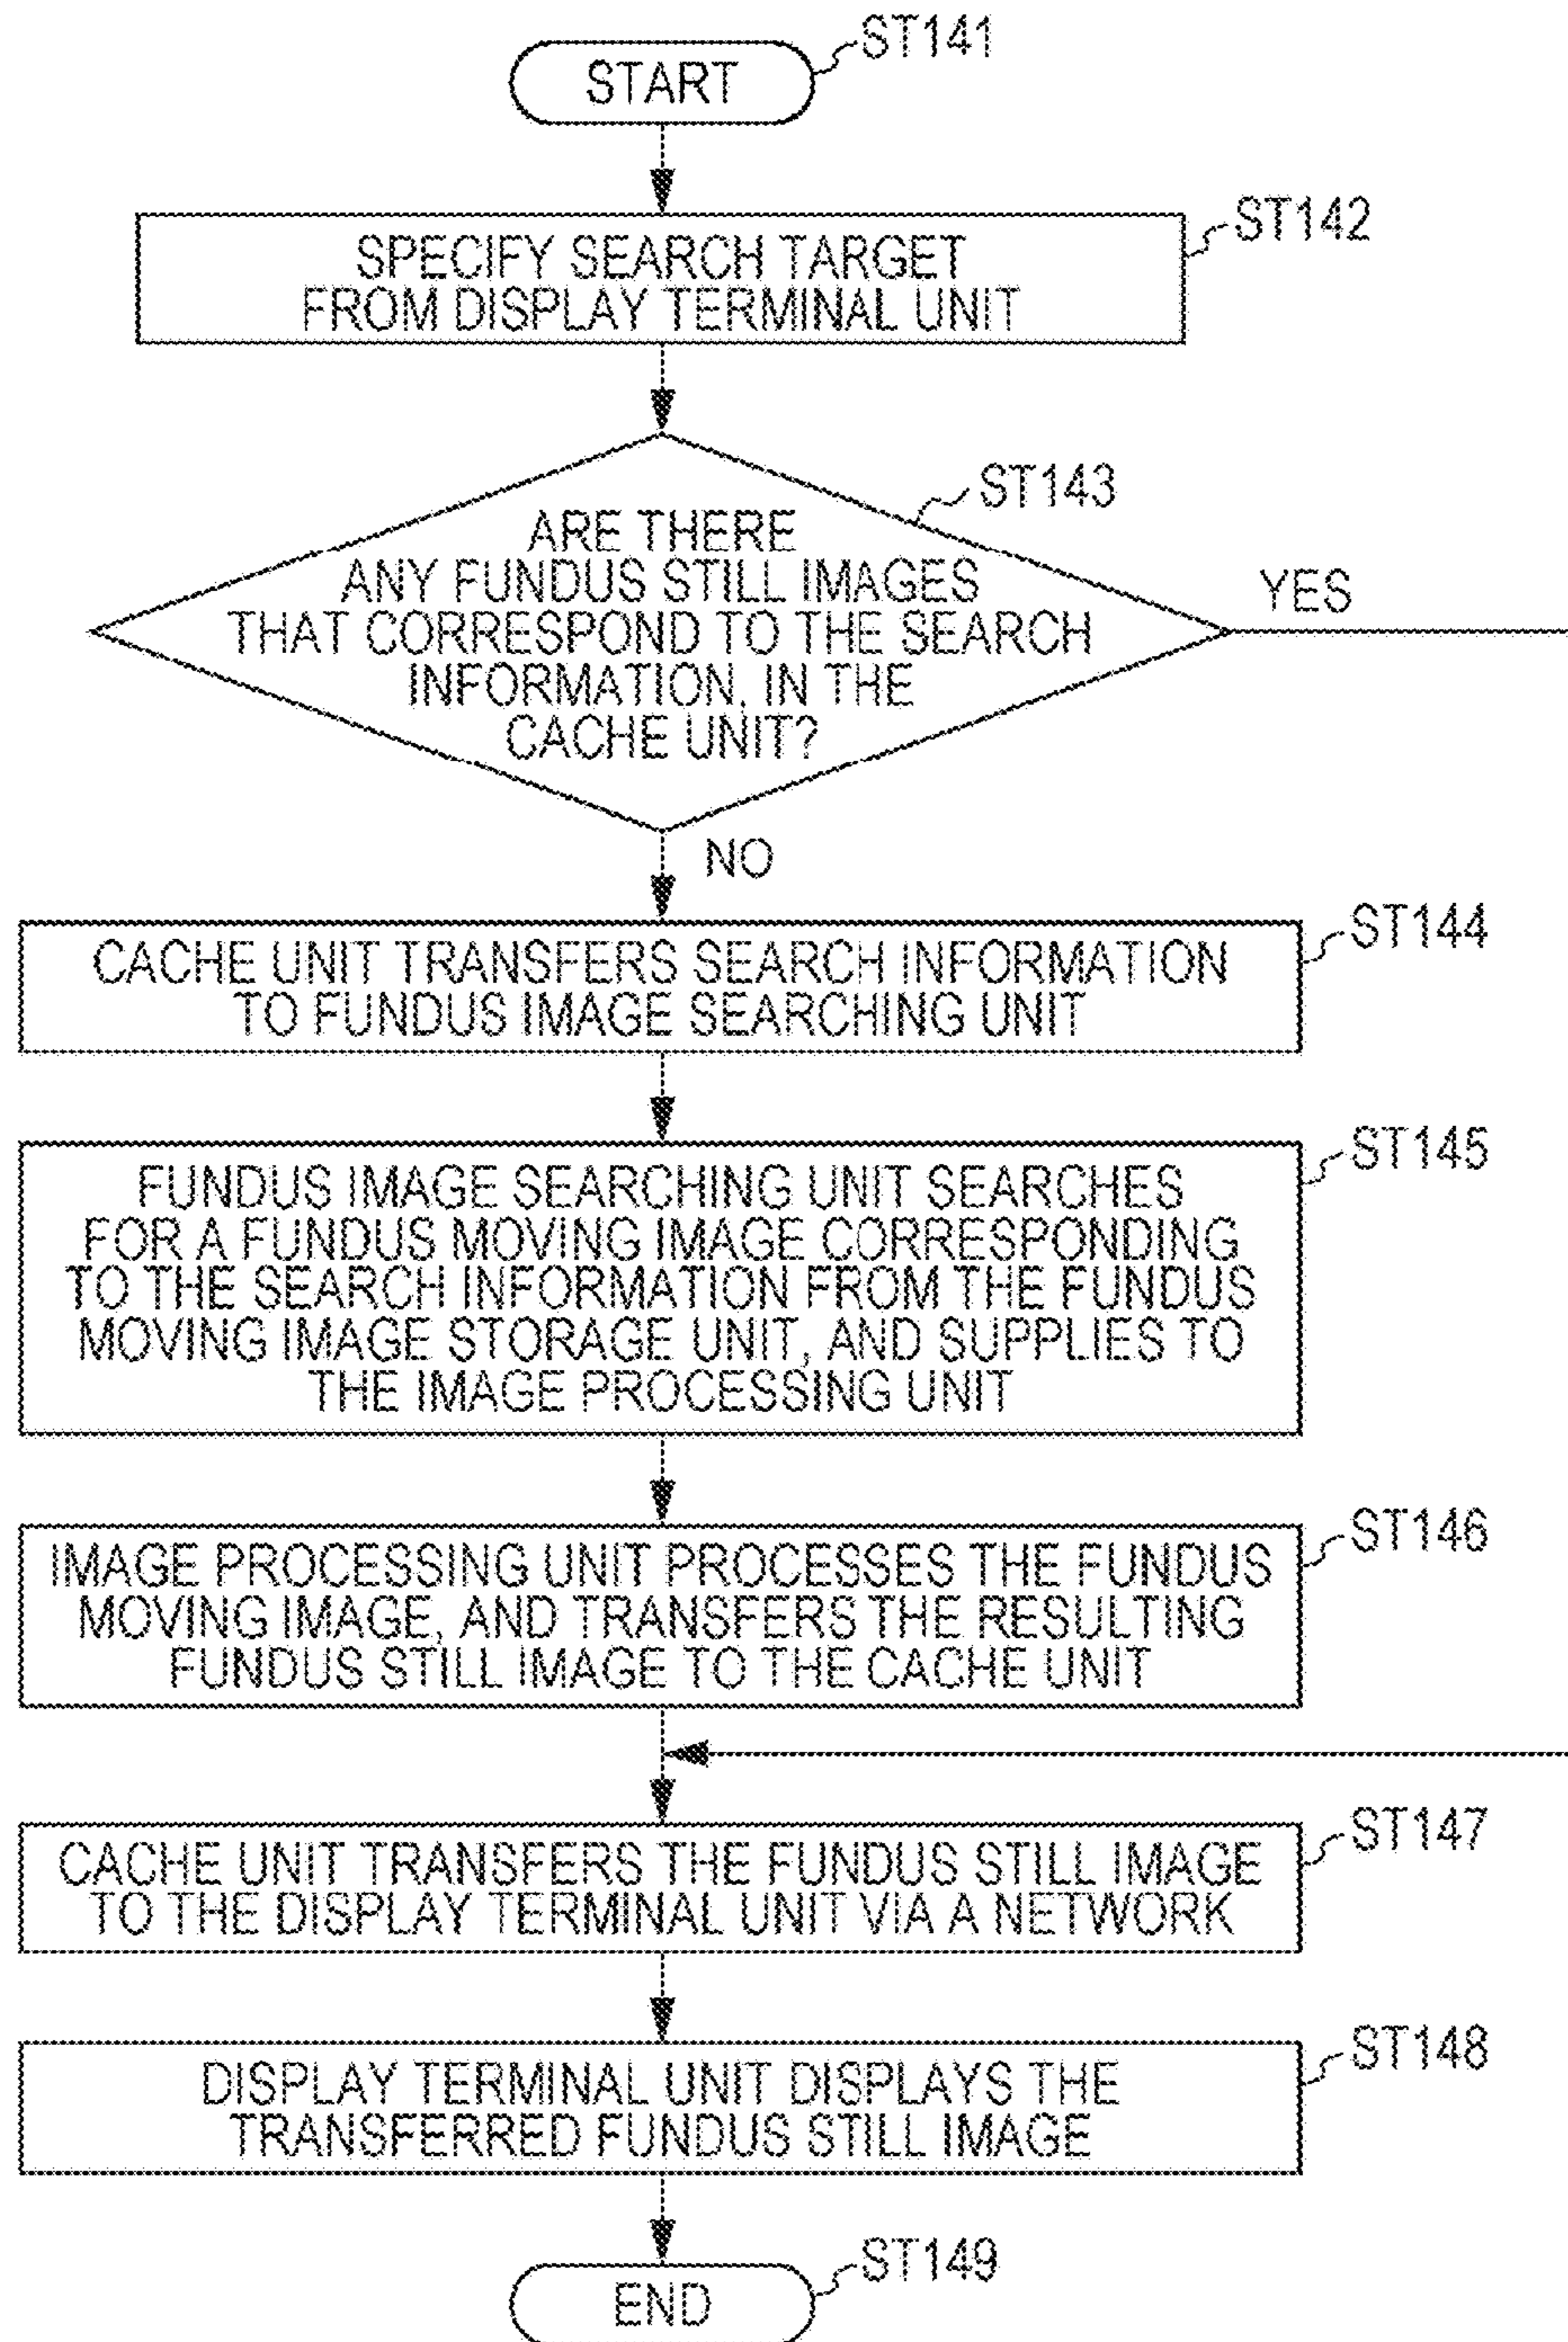 START
ST141
SPECIFY SEARCH TARGET
FROM DISPLAY TERMINAL UNIT
ST142
ARE THERE
ANY FUNDUS STILL IMAGES
THAT CORRESPOND TO THE SEARCH
INFORMATION, IN THE
CACHE UNIT?
ST143
YES
NO
CACHE UNIT TRANSFERS SEARCH INFORMATION
TO FUNDUS IMAGE SEARCHING UNIT
ST144
FUNDUS IMAGE SEARCHING UNIT SEARCHES
FOR A FUNDUS MOVING IMAGE CORRESPONDING
TO THE SEARCH INFORMATION FROM THE FUNDUS
MOVING IMAGE STORAGE UNIT, AND SUPPLIES TO
THE IMAGE PROCESSING UNIT
ST145
IMAGE PROCESSING UNIT PROCESSES THE FUNDUS
MOVING IMAGE, AND TRANSFERS THE RESULTING
FUNDUS STILL IMAGE TO THE CACHE UNIT
ST146
CACHE UNIT TRANSFERS THE FUNDUS STILL IMAGE
TO THE DISPLAY TERMINAL UNIT VIA A NETWORK
ST147
DISPLAY TERMINAL UNIT DISPLAYS THE
TRANSFERRED FUNDUS STILL IMAGE
ST148
END
ST149